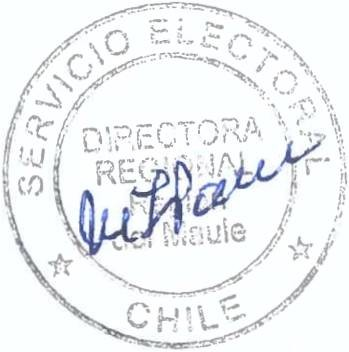 SERVICIO ELECTORAL
DIRECTORA
REGIONAL
del Maule
CHILE